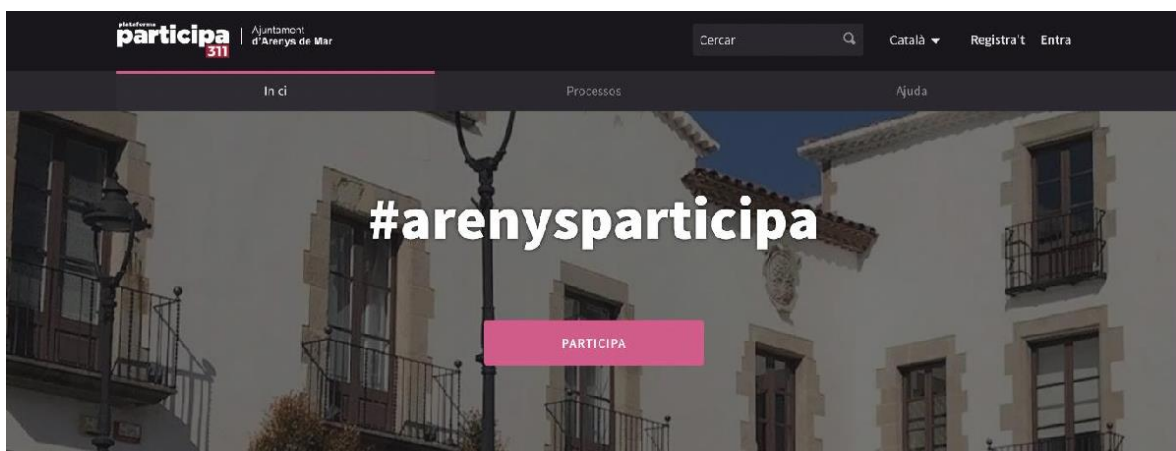 plataforma
participa
311
Ajuntament
d'Arenys de Mar
Cercar
Català
Registra't
Entra
Inici
Processos
Ajuda
#arenysparticipa
PARTICIPA